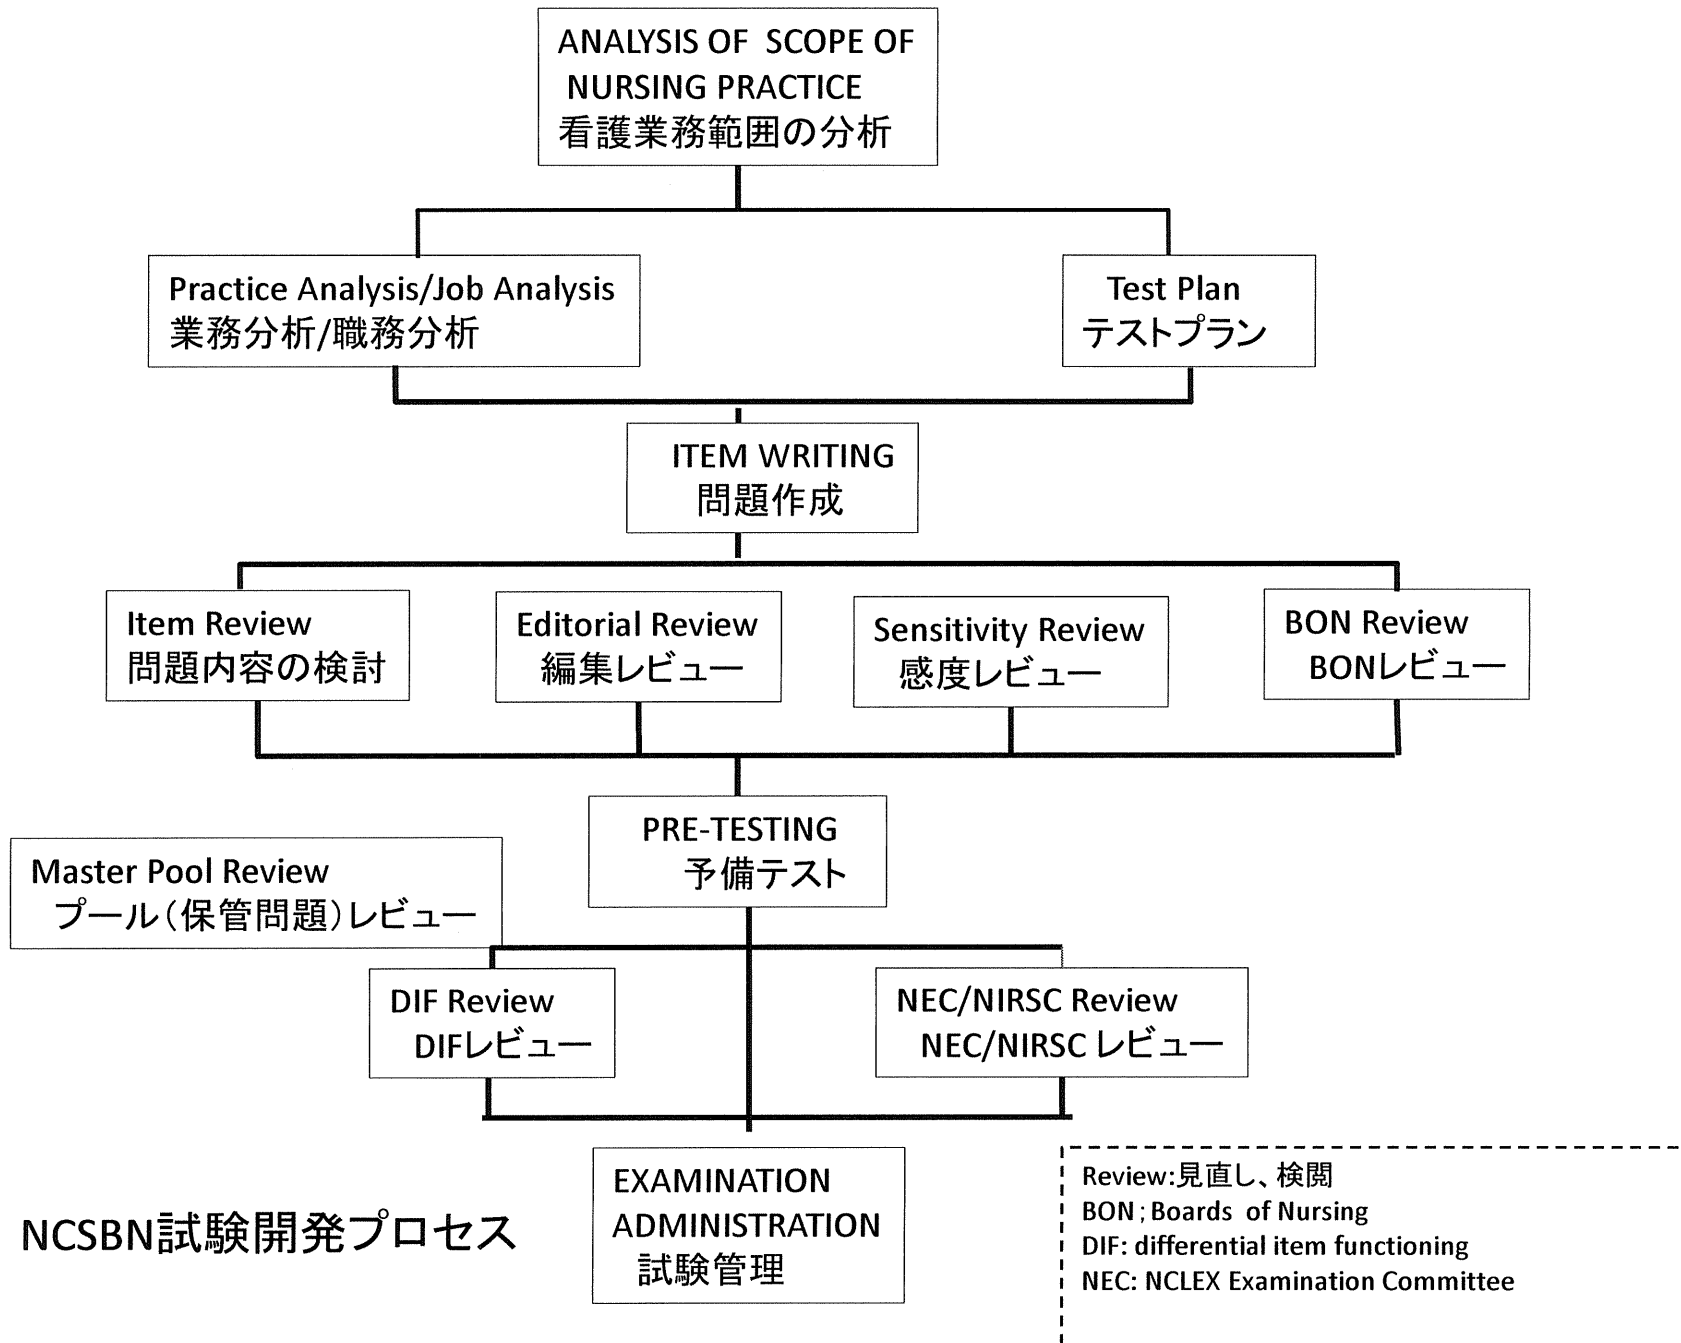 ANALYSIS OF SCOPE OF
NURSING PRACTICE
看護業務範囲の分析
Practice Analysis/Job Analysis
業務分析/職務分析
Test Plan
テストプラン
ITEM WRITING
問題作成
Item Review
問題内容の検討
Editorial Review
編集レビュー
Sensitivity Review
感度レビュー
BON Review
BONレビュー
PRE-TESTING
予備テスト
Master Pool Review
プール（保管問題）レビュー
DIF Review
DIFレビュー
NEC/NIRSC Review
NEC/NIRSC レビュー
EXAMINATION
ADMINISTRATION
試験管理
NCSBN試験開発プロセス
Review:見直し、検閲
BON ; Boards of Nursing
DIF: differential item functioning
NEC: NCLEX Examination Committee